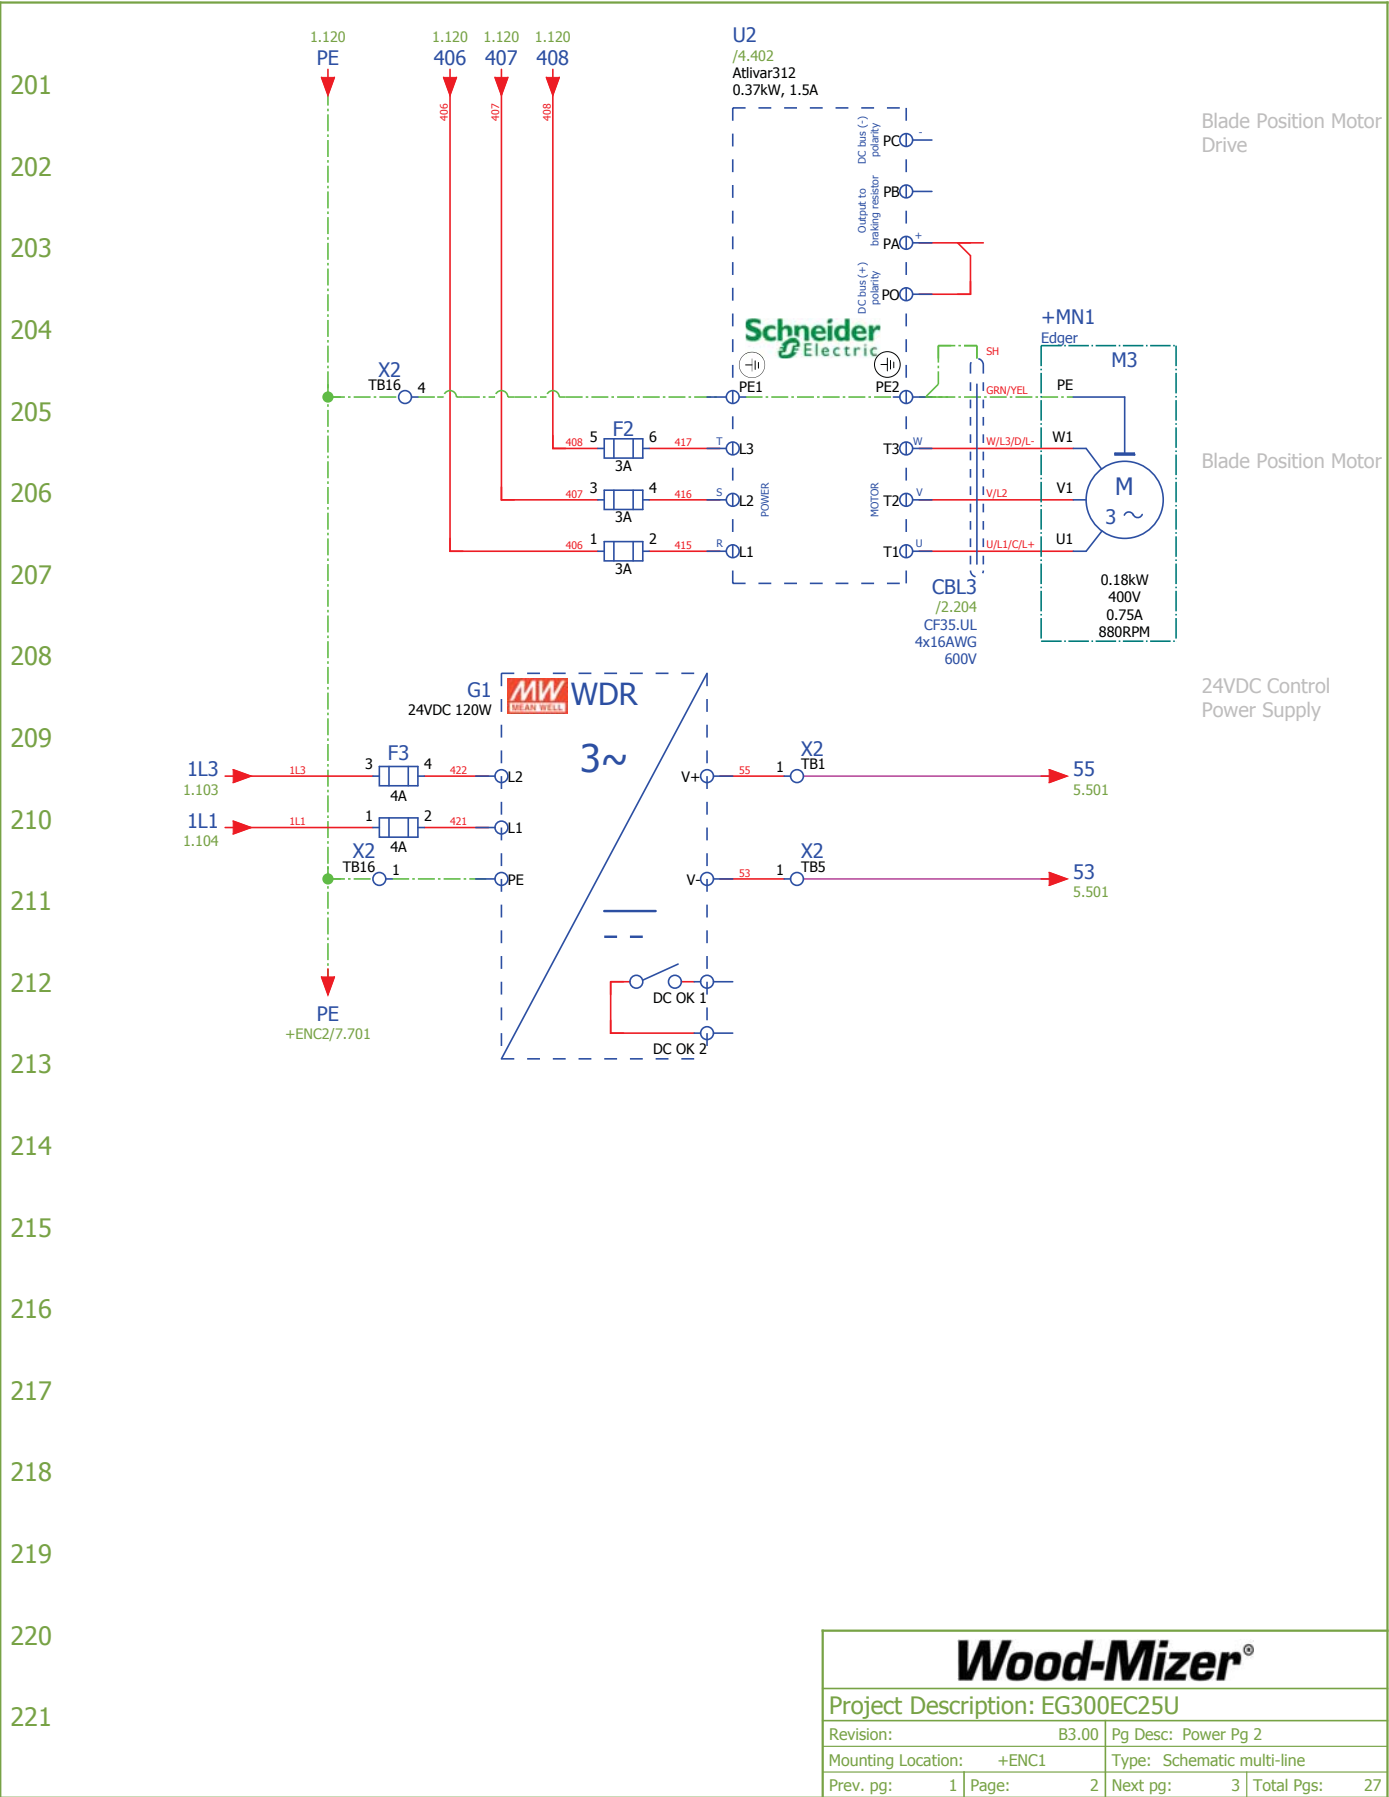 1.120 1.120 1.120 1.120
PE 406 407 408
U2
/4.402
Atlivar312
0.37kW, 1.5A
201
406 407 408
Blade Position Motor
Drive
DC bus (-)
polarity
PC -
202
Output to
braking resistor
PB
203
PA +
DC bus (+)
polarity
PO
204
Schneider
Electric
+MN1
Edger
M3
SH
X2
TB16 4
PE1 PE2
GRN/YEL PE
205
408 5 F2 6 417 T L3
3A
T3 W W/L3/D/L- W1
Blade Position Motor
206
407 3 4 416 S L2
3A
POWER
MOTOR
T2 V V/L2 V1
M
3 ~
406 1 2 415 R L1
3A
T1 U U/L1/C/L+ U1
207
CBL3
/2.204
CF35.UL
4x16AWG
600V
0.18kW
400V
0.75A
880RPM
208
G1
24VDC 120W
MW
MEAN WELL
WDR
24VDC Control
Power Supply
209
3~
1L3
1.103
1L3 3 F3 4 422 L2
4A
V+ 55 1 X2
TB1
55
5.501
210
1L1
1.104
1L1 1 2 421 L1
4A
X2
TB16 1
PE
V- 53 1 X2
TB5
53
5.501
211
212
DC OK 1
PE
+ENC2/7.701
DC OK 2
213
214
215
216
217
218
219
220
221
Wood-Mizer®
Project Description: EG300EC25U
Revision: B3.00 Pg Desc: Power Pg 2
Mounting Location: +ENC1 Type: Schematic multi-line
Prev. pg: 1 Page: 2 Next pg: 3 Total Pgs: 27